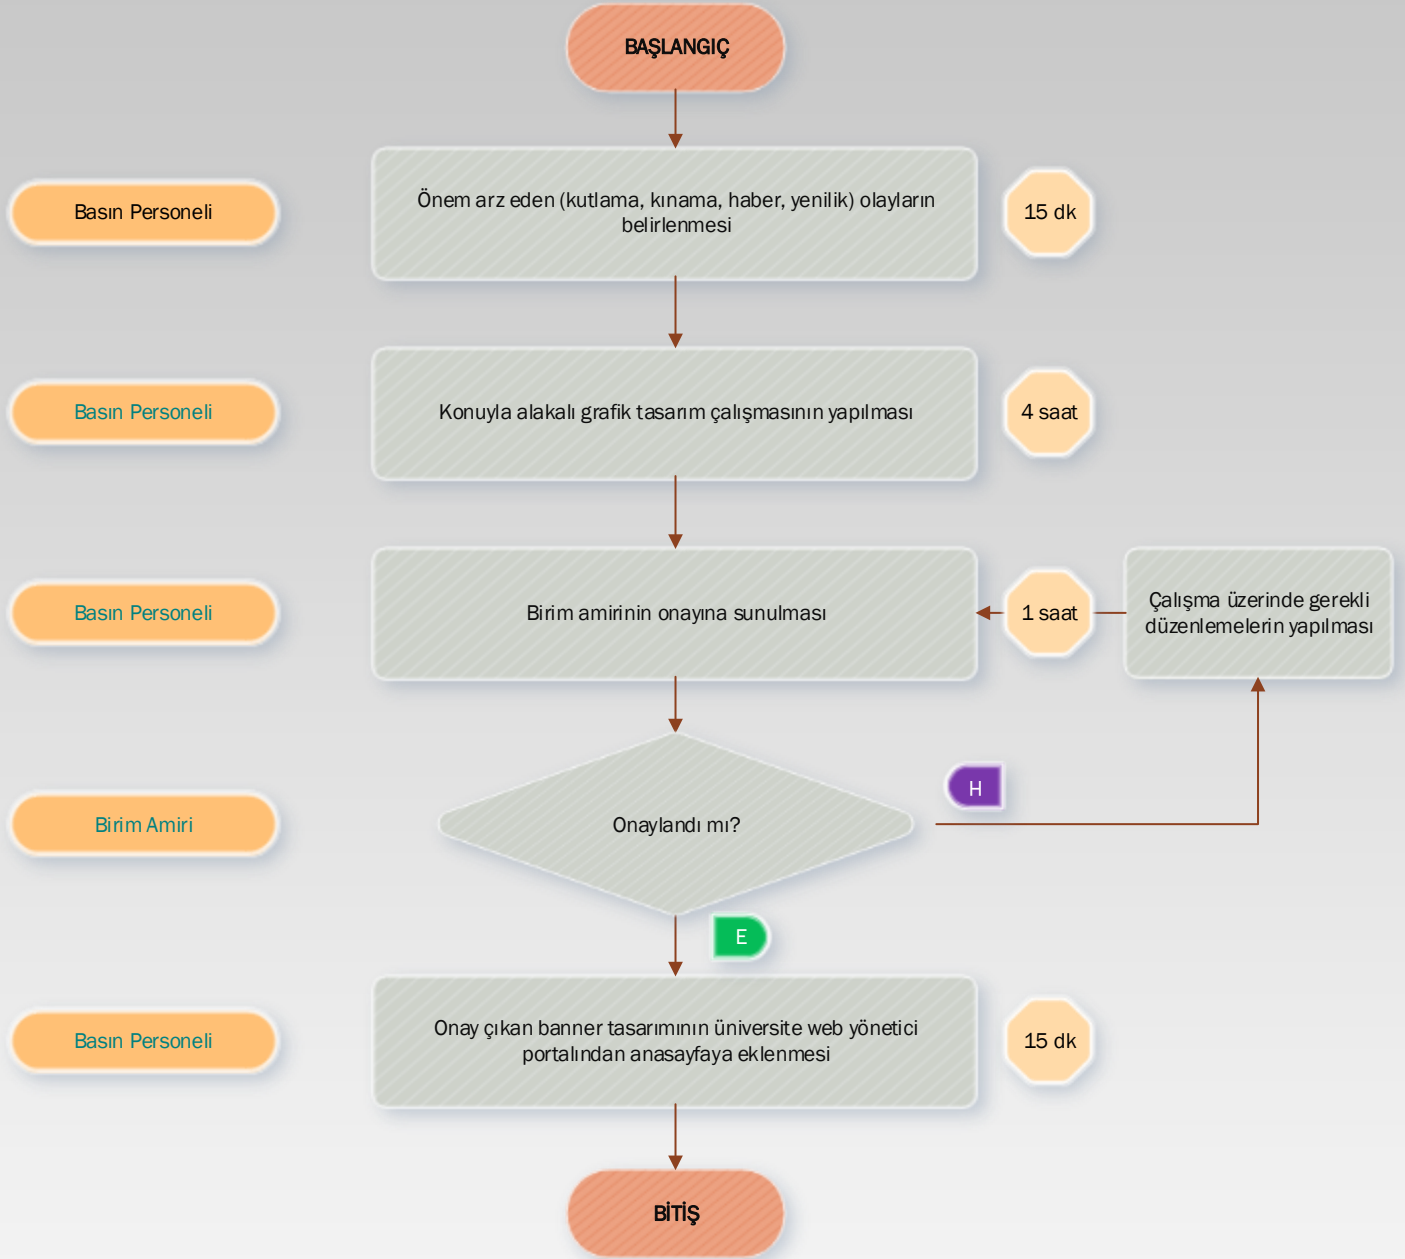 BAŞLANGIÇ
Basın Personeli
Önem arz eden (kutlama, kınama, haber, yenilik) olayların
belirlenmesi
15 dk
Basın Personeli
Konuyla alakalı grafik tasarım çalışmasının yapılması
4 saat
Basın Personeli
Birim amirinin onayına sunulması
1 saat
Çalışma üzerinde gerekli
düzenlemelerin yapılması
H
Birim Amiri
Onaylandı mı?
E
Basın Personeli
Onay çıkan banner tasarımının üniversite web yönetici
portalından anasayfaya eklenmesi
15 dk
BİTİŞ